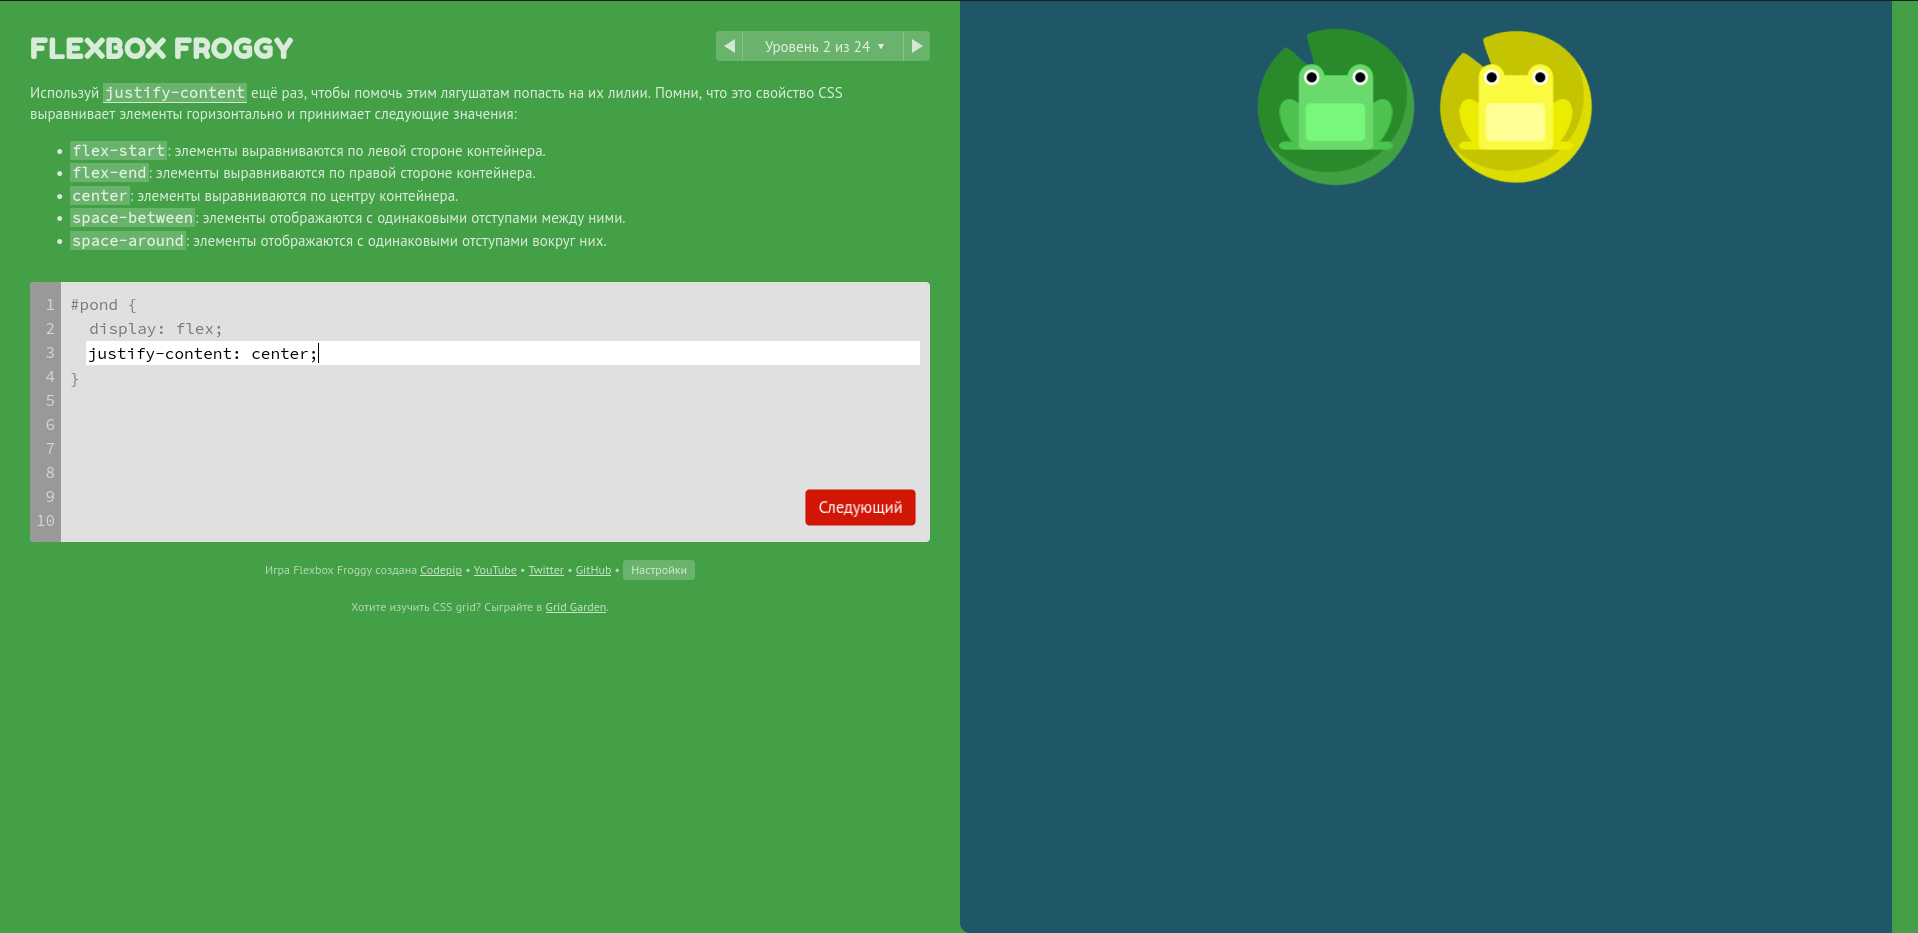 FLEXBOX FROGGY
Уровень 2 из 24 ▼
Используй justify-content ещё раз, чтобы помочь этим лягушатам попасть на их лилии. Помни, что это свойство CSS
выравнивает элементы горизонтально и принимает следующие значения:
• flex-start: элементы выравниваются по левой стороне контейнера.
• flex-end: элементы выравниваются по правой стороне контейнера.
• center: элементы выравниваются по центру контейнера.
• space-between: элементы отображаются с одинаковыми отступами между ними.
• space-around: элементы отображаются с одинаковыми отступами вокруг них.
1 #pond {
2 display: flex;
3 justify-content: center;
4 }
5
6
7
8
9
10
Следующий
Игра Flexbox Froggy создана Codepip • YouTube • Twitter • GitHub • Настройки
Хотите изучить CSS grid? Сыграйте в Grid Garden.